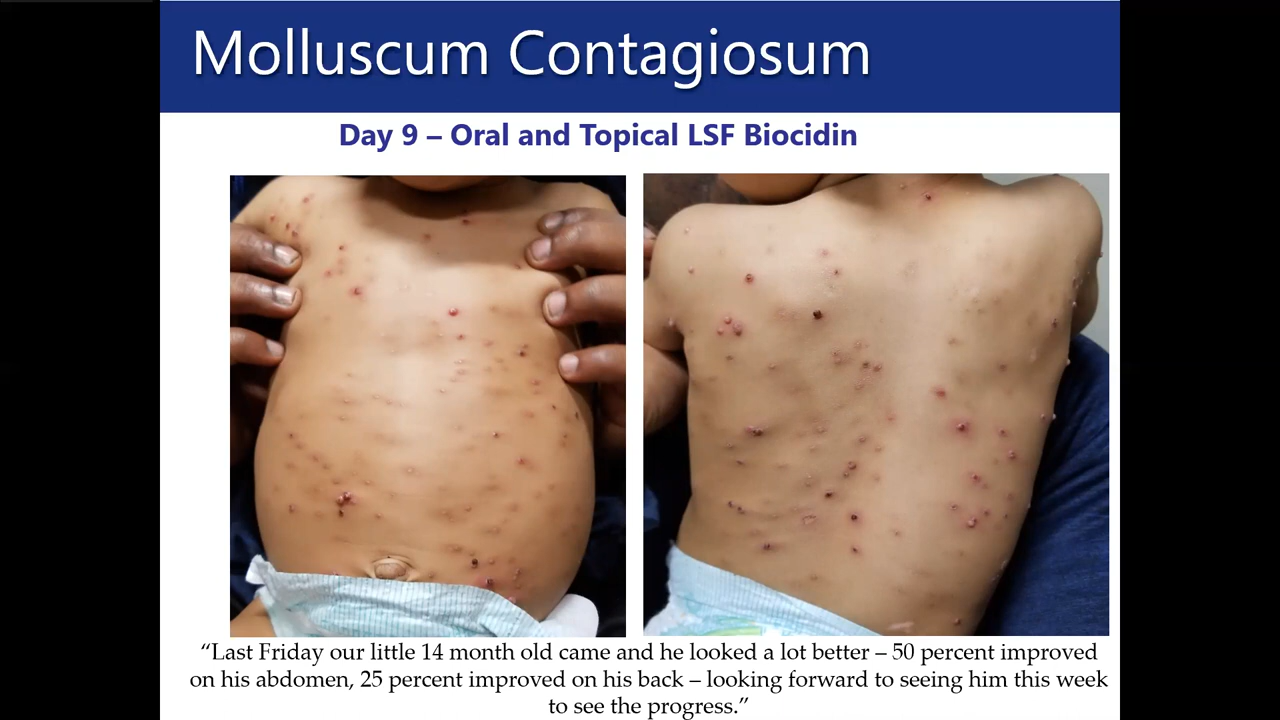 Molluscum Contagiosum
Day 9 – Oral and Topical LSF Biocidin
“Last Friday our little 14 month old came and he looked a lot better – 50 percent improved
on his abdomen, 25 percent improved on his back – looking forward to seeing him this week
to see the progress.”